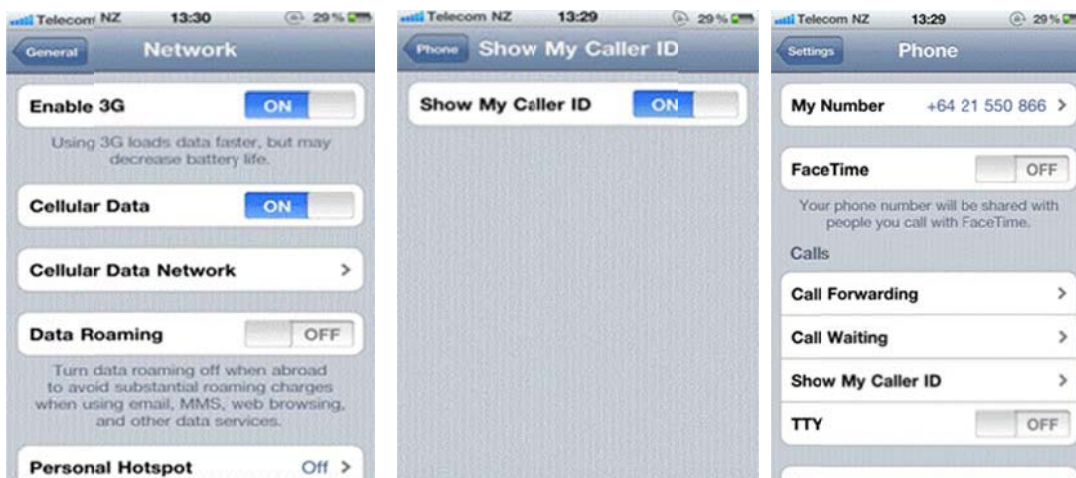 Telecom NZ 13:30 29%
General Network
Enable 3G ON
Using 3G loads data faster, but may
decrease battery life.
Cellular Data ON
Cellular Data Network
Data Roaming OFF
Turn data roaming off when abroad
to avoid substantial roaming charges
when using email, MMS, web browsing,
and other data services.
Personal Hotspot Off
Telecom NZ 13:29 29%
Phone Show My Caller ID
Show My Caller ID ON
Telecom NZ 13:29 29%
Settings Phone
My Number +64 21 550 866
FaceTime OFF
Your phone number will be shared with
people you call with FaceTime.
Calls
Call Forwarding
Call Waiting
Show My Caller ID
TTY OFF